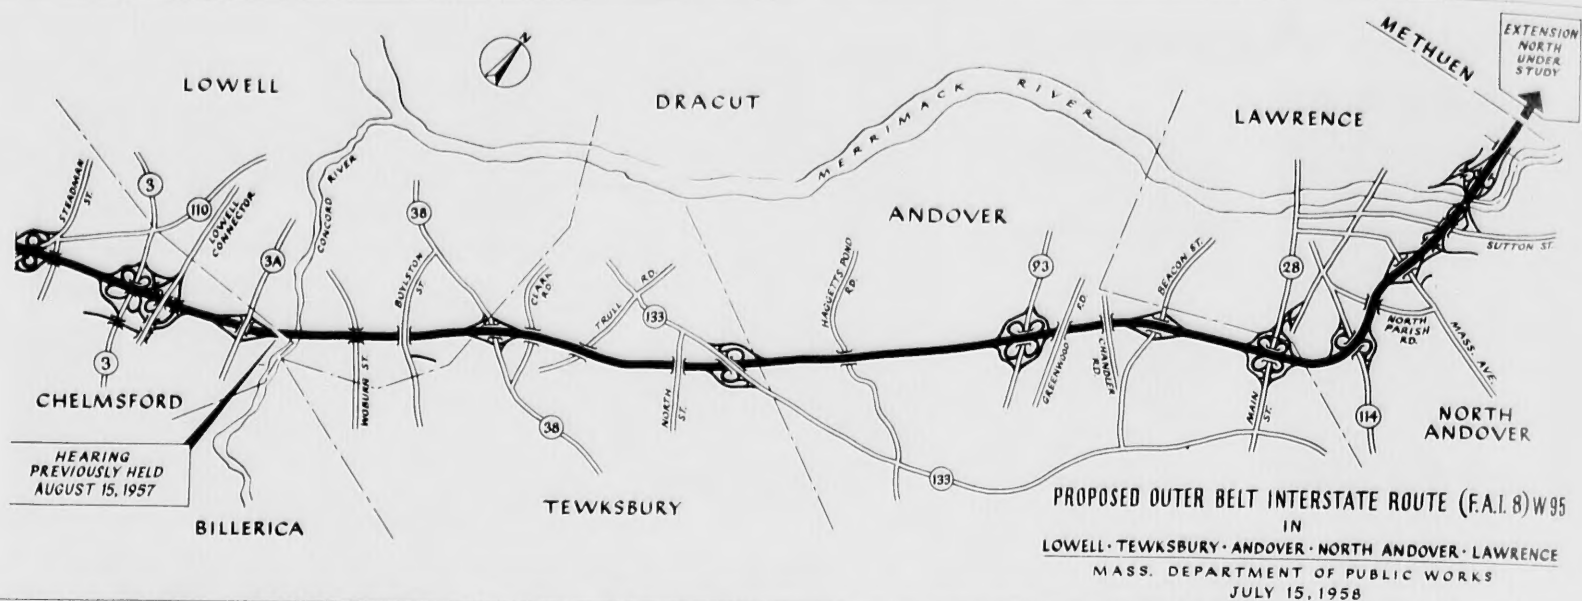 METHUEN
EXTENSION
NORTH
UNDER
STUDY
N
LOWELL
DRACUT
MERRIMACK RIVER
LAWRENCE
STEADMAN
ST.
3
110
LOWELL
CONNECTOR
3A
CONCORD
RIVER
38
BOYLSTON
ST.
CLARK
RD.
TRULL RD.
133
HAGGETTS POND
RD.
ANDOVER
93
GREENWOOD RD.
CHANDLER
RD
BEACON ST.
28
SUTTON ST.
NORTH
PARISH
RD.
MASS. AVE.
3
WOBURN ST.
38
NORTH
ST.
MAIN
ST.
114
NORTH
ANDOVER
CHELMSFORD
HEARING
PREVIOUSLY HELD
AUGUST 15, 1957
BILLERICA
TEWKSBURY
133
PROPOSED OUTER BELT INTERSTATE ROUTE (F.A.I. 8) W 95
IN
LOWELL · TEWKSBURY · ANDOVER · NORTH ANDOVER · LAWRENCE
MASS. DEPARTMENT OF PUBLIC WORKS
JULY 15, 1958